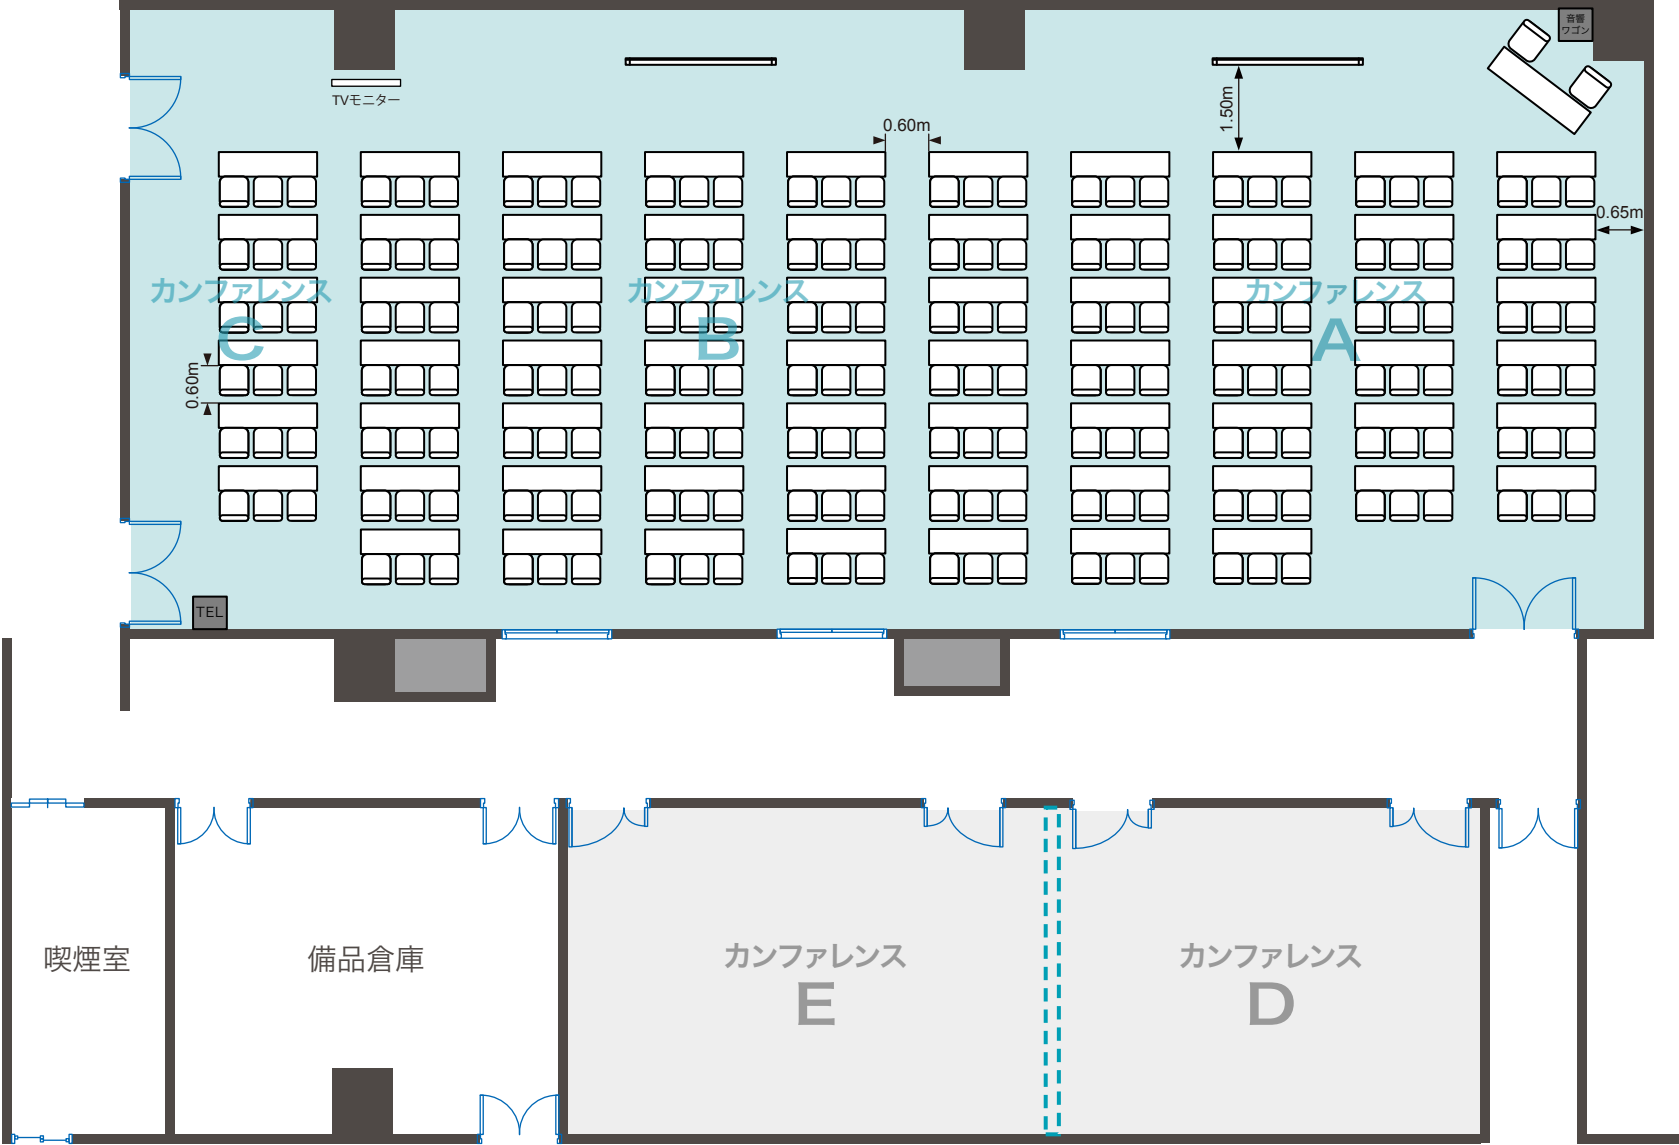 音響
ワゴン
TVモニター
0.60m
1.50m
0.65m
カンファレンス
C
カンファレンス
B
カンファレンス
A
0.60m
TEL
喫煙室
備品倉庫
カンファレンス
E
カンファレンス
D